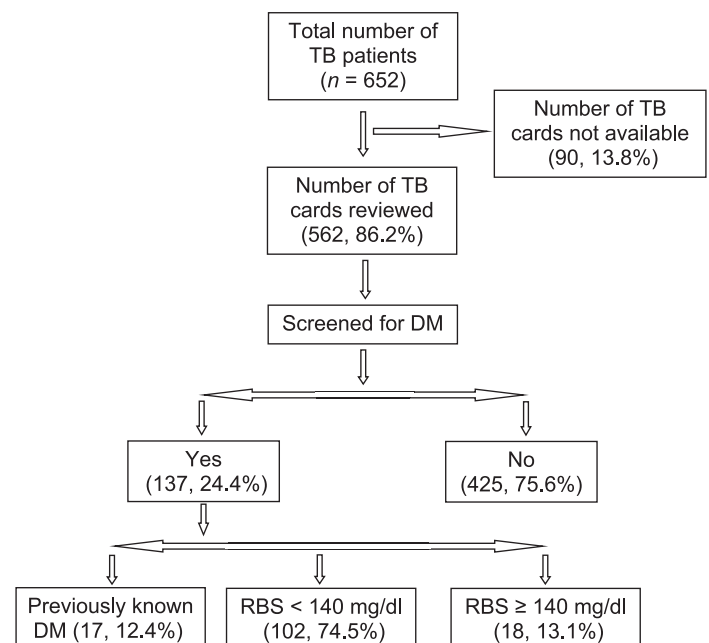 Total number of
TB patients
(n = 652)
Number of TB
cards not available
(90, 13.8%)
Number of TB
cards reviewed
(562, 86.2%)
Screened for DM
Yes
(137, 24.4%)
No
(425, 75.6%)
Previously known
DM (17, 12.4%)
RBS < 140 mg/dl
(102, 74.5%)
RBS ≥ 140 mg/dl
(18, 13.1%)